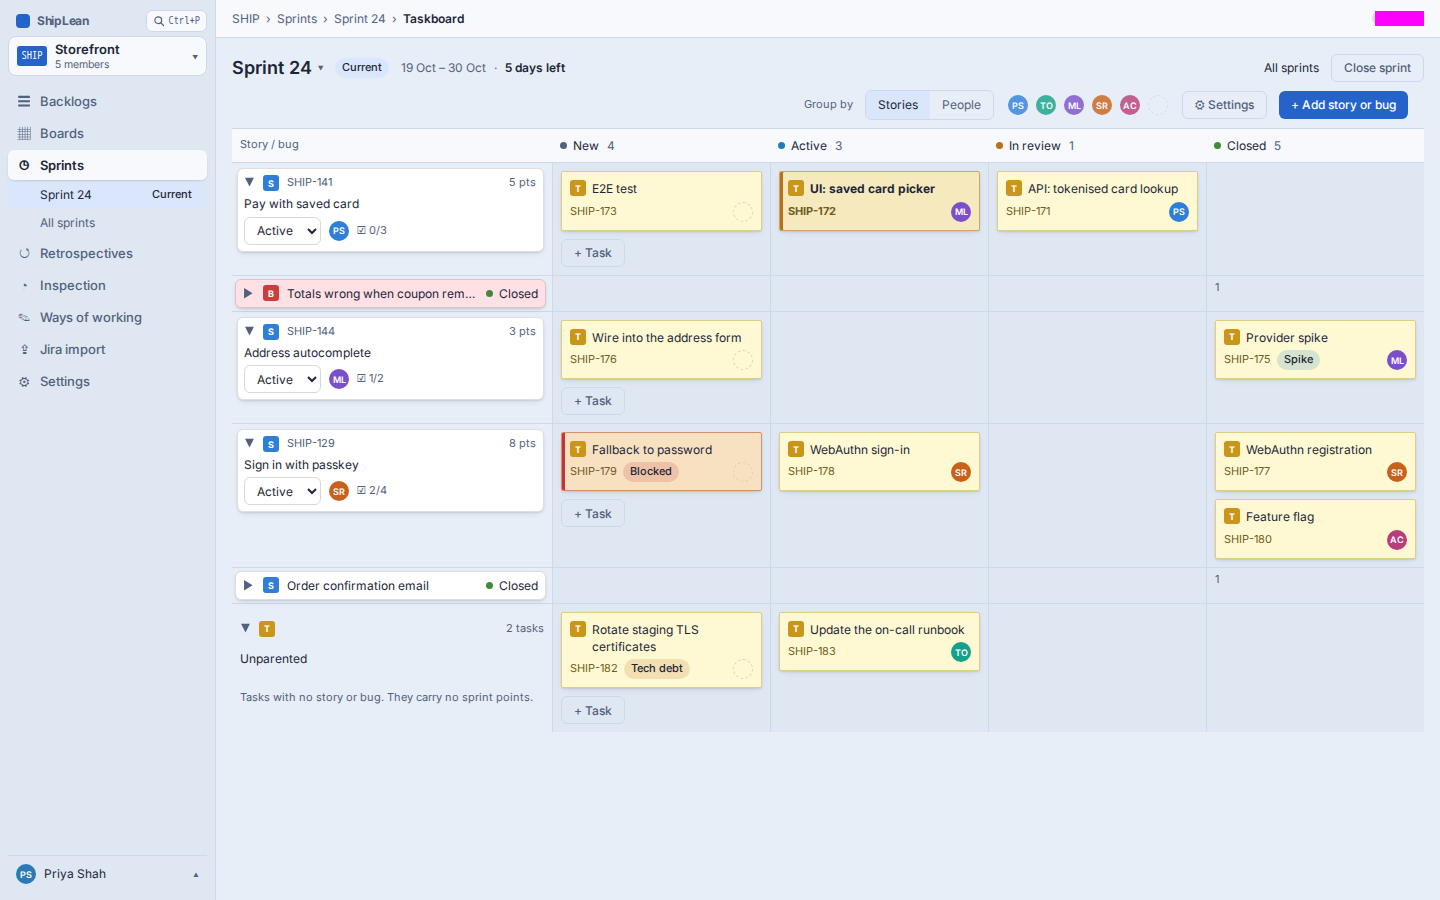 ShipLean
Ctrl+P
SHIP
Storefront
5 members
Backlogs
Boards
Sprints
Sprint 24
Current
All sprints
Retrospectives
Inspection
Ways of working
Jira import
Settings
PS
Priya Shah
SHIP › Sprints › Sprint 24 › Taskboard
Sprint 24
Current
19 Oct – 30 Oct · 5 days left
All sprints
Close sprint
Group by
Stories
People
PS
TO
ML
SR
AC
Settings
+ Add story or bug
Story / bug
New 4
Active 3
In review 1
Closed 5
S
SHIP-141
5 pts
Pay with saved card
Active
PS
0/3
T
E2E test
SHIP-173
+ Task
T
UI: saved card picker
SHIP-172
ML
T
API: tokenised card lookup
SHIP-171
PS
B
Totals wrong when coupon rem...
Closed
1
S
SHIP-144
3 pts
Address autocomplete
Active
ML
1/2
T
Wire into the address form
SHIP-176
+ Task
T
Provider spike
SHIP-175
Spike
ML
S
SHIP-129
8 pts
Sign in with passkey
Active
SR
2/4
T
Fallback to password
SHIP-179
Blocked
+ Task
T
WebAuthn sign-in
SHIP-178
SR
T
WebAuthn registration
SHIP-177
SR
T
Feature flag
SHIP-180
AC
S
Order confirmation email
Closed
1
T
2 tasks
Unparented
Tasks with no story or bug. They carry no sprint points.
T
Rotate staging TLS
certificates
SHIP-182
Tech debt
+ Task
T
Update the on-call runbook
SHIP-183
TO